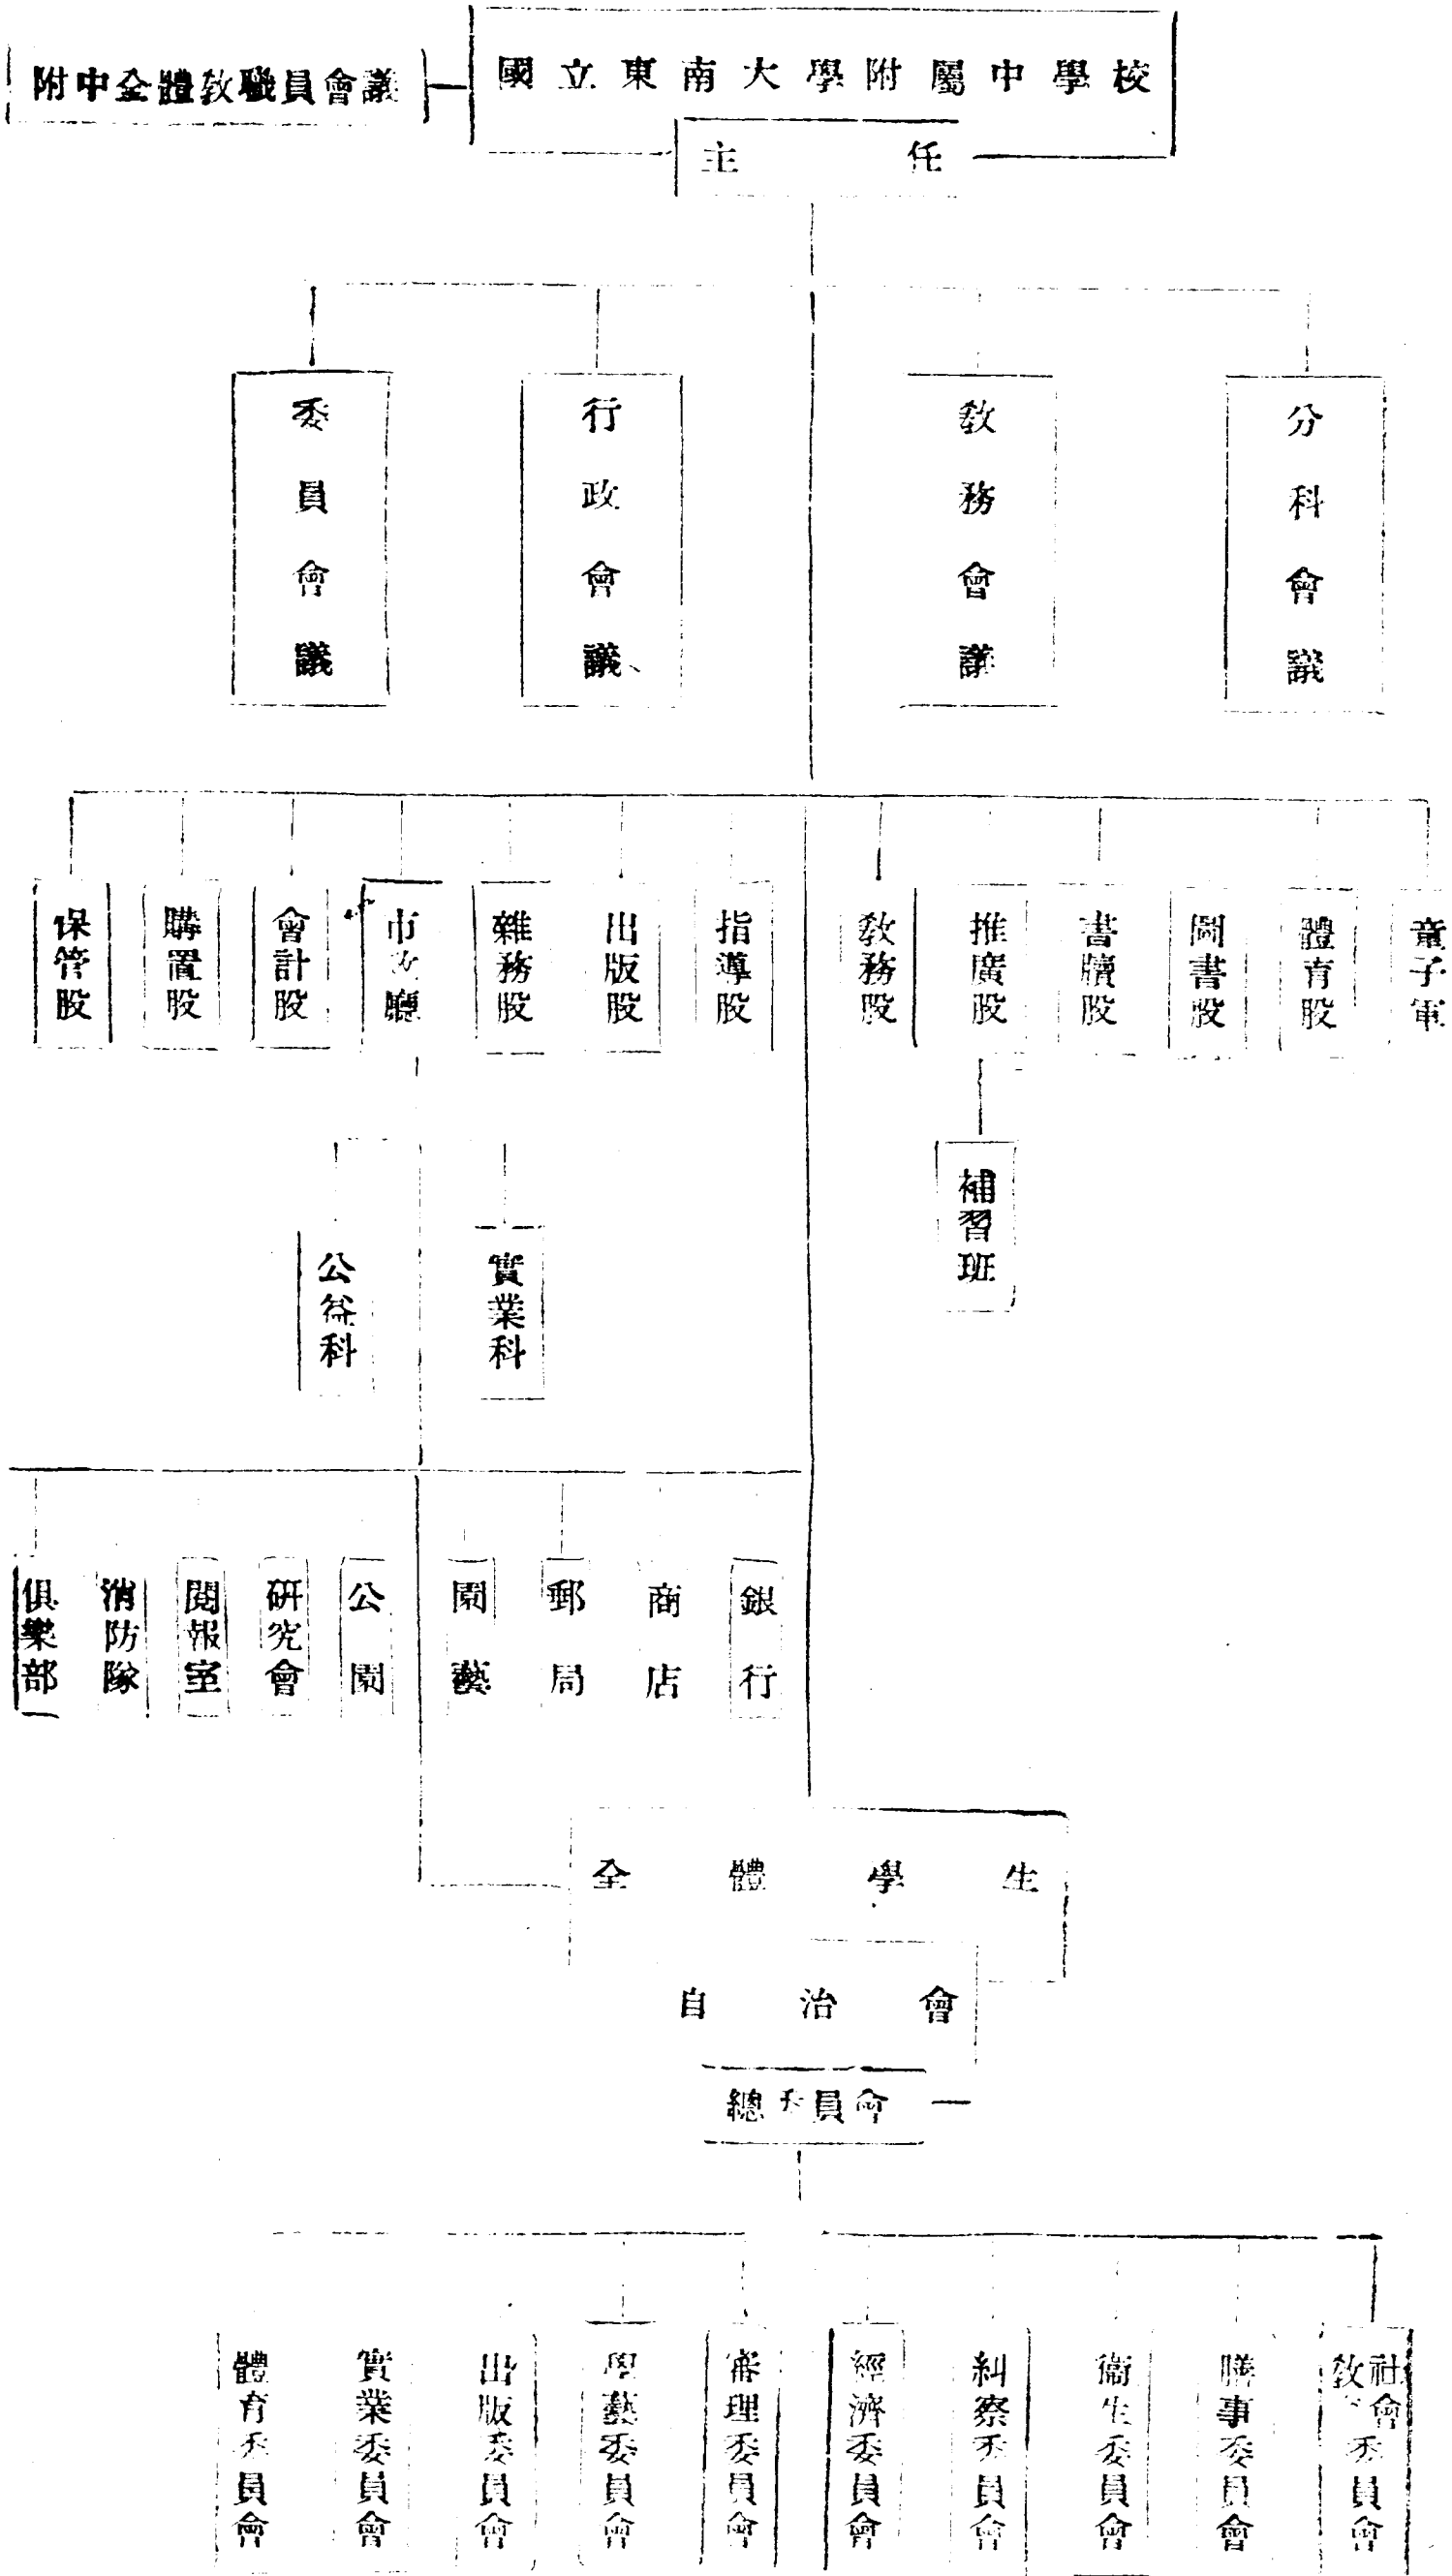 附中全體教職員會議
國立東南大學附屬中學校
主任
委員會議
行政會議
教務會議
分科會議
保管股
購置股
會計股
市政廳
雜務股
出版股
指導股
教務股
推廣股
書牘股
圖書股
體育股
童子軍
補習班
公益科
實業科
俱樂部
消防隊
閱報室
研究會
公園
園藝
郵局
商店
銀行
全體學生
自治會
總委員會
體育委員會
實業委員會
出版委員會
學藝委員會
審理委員會
經濟委員會
糾察委員會
衞生委員會
膳事委員會
社會教
委員會